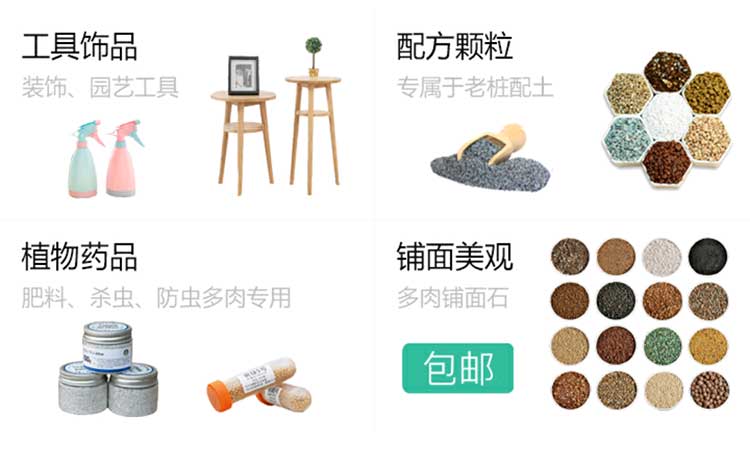 工具饰品
装饰、园艺工具
配方颗粒
专属于老桩配土
植物药品
肥料、杀虫、防虫多肉专用
铺面美观
多肉铺面石
包邮